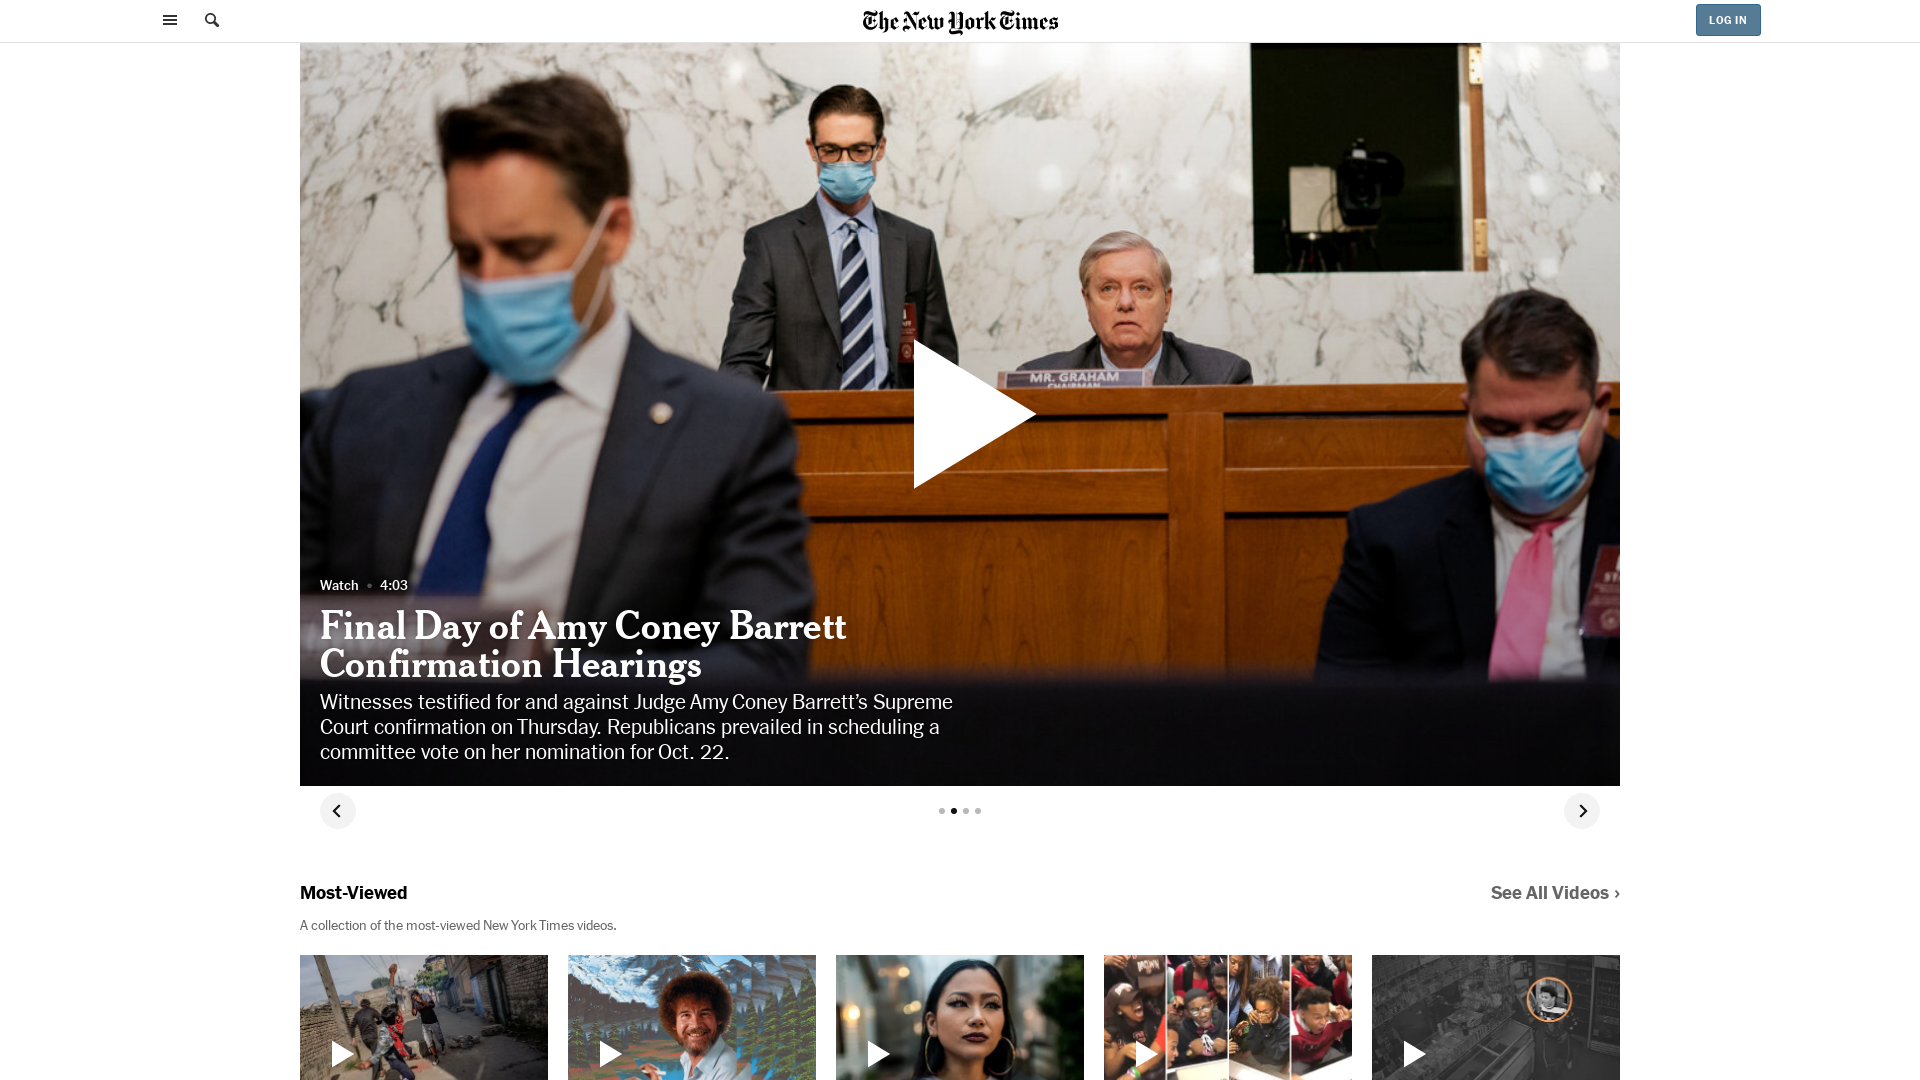 The New York Times
LOG IN
MR. GRAHAM
CHAIRMAN
Watch • 4:03
Final Day of Amy Coney Barrett
Confirmation Hearings
Witnesses testified for and against Judge Amy Coney Barrett’s Supreme
Court confirmation on Thursday. Republicans prevailed in scheduling a
committee vote on her nomination for Oct. 22.
Most-Viewed
See All Videos ›
A collection of the most-viewed New York Times videos.